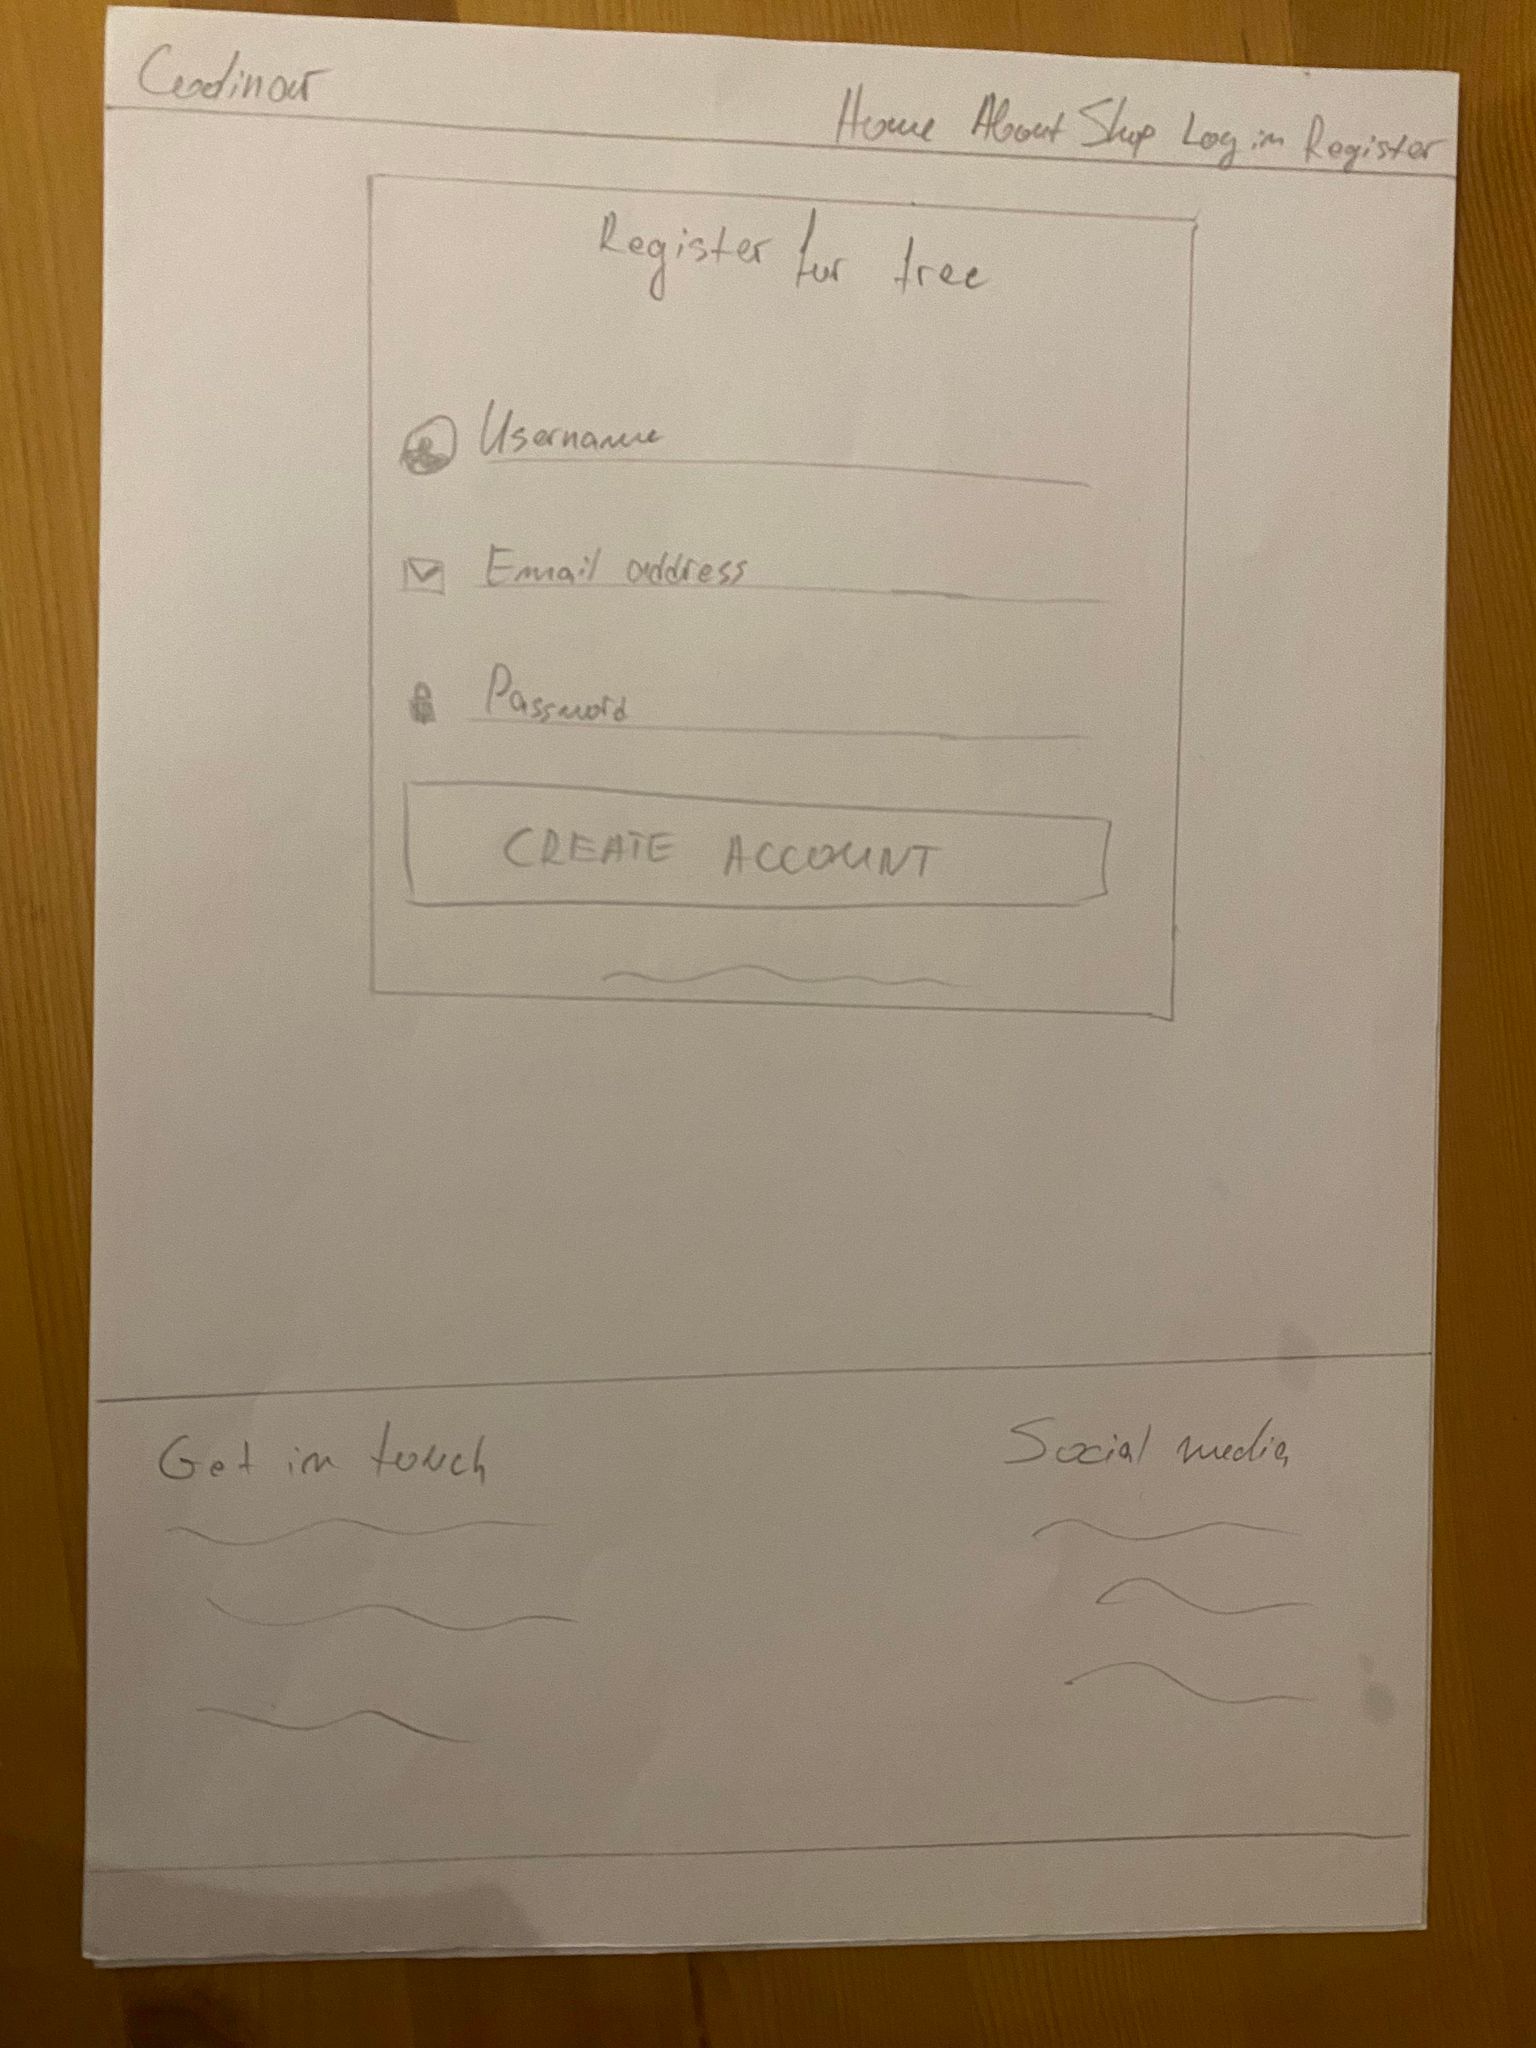 Home About Shop Log in Register
Register for free
Username
Email address
Password
CREATE ACCOUNT
Get in touch
Social media